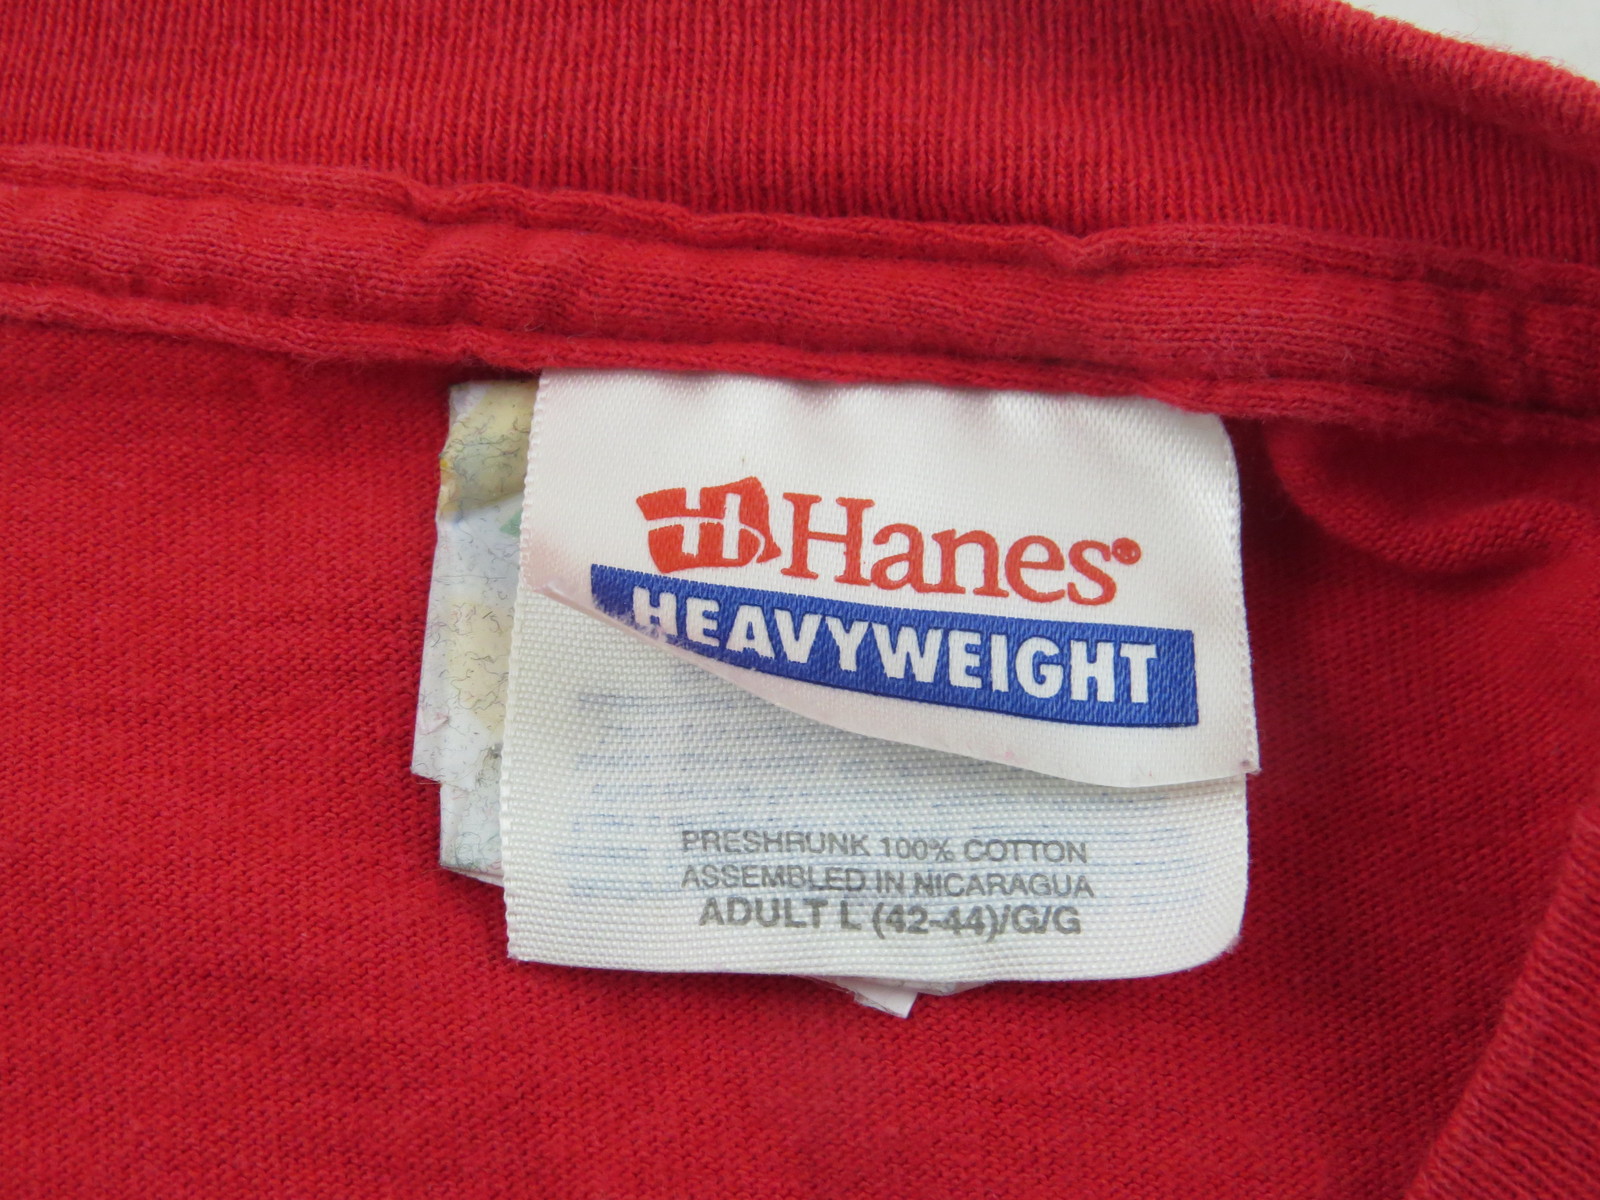 Hanes®
HEAVYWEIGHT
PRESHRUNK 100% COTTON
ASSEMBLED IN NICARAGUA
ADULT L (42-44)/G/G